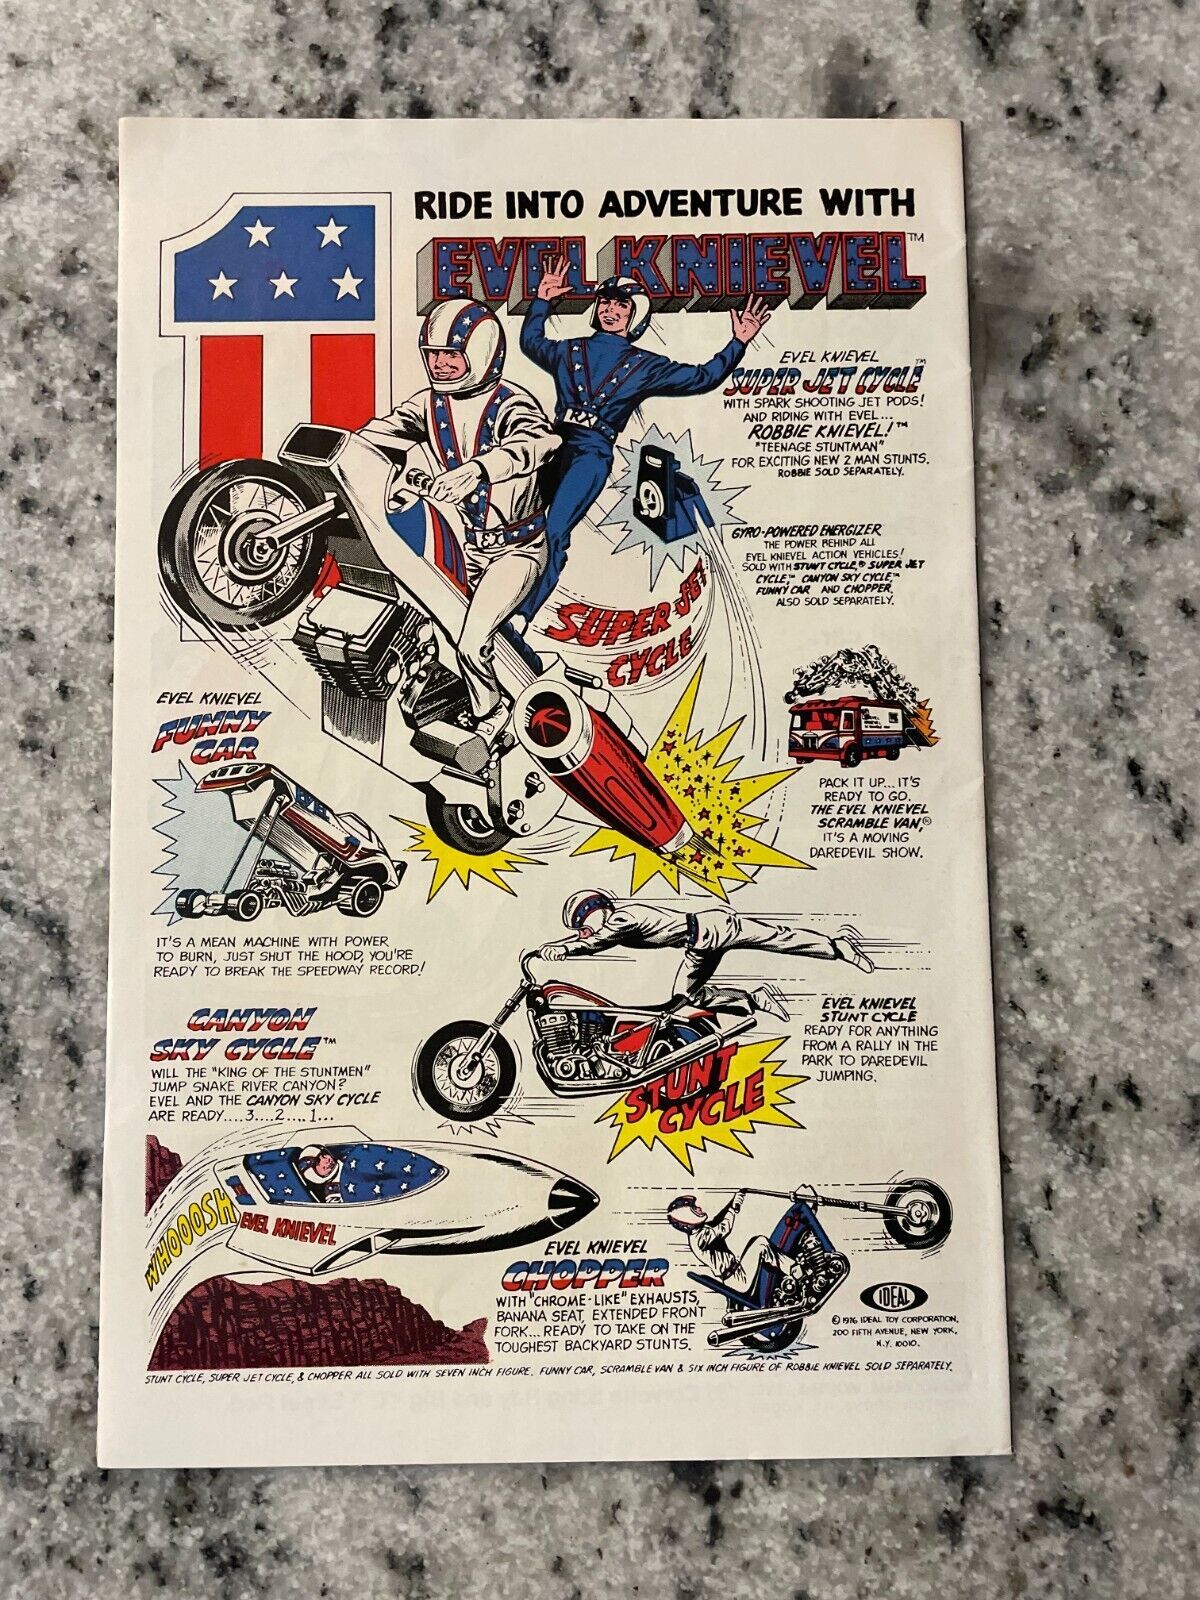 RIDE INTO ADVENTURE WITH
EVEL KNIEVEL™
EVEL KNIEVEL
SUPER JET CYCLE™
WITH SPARK SHOOTING JET PODS!
AND RIDING WITH EVEL...
ROBBIE KNIEVEL!™
"TEENAGE STUNTMAN"
FOR EXCITING NEW 2 MAN STUNTS.
ROBBIE SOLD SEPARATELY.
RX
EX
GYRO-POWERED ENERGIZER
THE POWER BEHIND ALL
EVEL KNIEVEL ACTION VEHICLES!
SOLD WITH STUNT CYCLE,® SUPER JET
CYCLE,™ CANYON SKY CYCLE,™
FUNNY CAR AND CHOPPER.
ALSO SOLD SEPARATELY.
SUPER JET
CYCLE
EVEL KNIEVEL
FUNNY
CAR
IT'S A MEAN MACHINE WITH POWER
TO BURN, JUST SHUT THE HOOD, YOU'RE
READY TO BREAK THE SPEEDWAY RECORD!
PACK IT UP... IT'S
READY TO GO.
THE EVEL KNIEVEL
SCRAMBLE VAN,®
IT'S A MOVING
DAREDEVIL SHOW.
CANYON
SKY CYCLE™
WILL THE "KING OF THE STUNTMEN"
JUMP SNAKE RIVER CANYON?
EVEL AND THE CANYON SKY CYCLE
ARE READY....3...2....1...
EVEL KNIEVEL
STUNT CYCLE
READY FOR ANYTHING
FROM A RALLY IN THE
PARK TO DAREDEVIL
JUMPING.
STUNT
CYCLE
WHOOOSH
EVEL KNIEVEL
EVEL KNIEVEL
CHOPPER
WITH "CHROME-LIKE" EXHAUSTS,
BANANA SEAT, EXTENDED FRONT
FORK... READY TO TAKE ON THE
TOUGHEST BACKYARD STUNTS.
IDEAL
© 1976 IDEAL TOY CORPORATION,
200 FIFTH AVENUE, NEW YORK,
N.Y. 10010.
STUNT CYCLE, SUPER JET CYCLE, & CHOPPER ALL SOLD WITH SEVEN INCH FIGURE. FUNNY CAR, SCRAMBLE VAN & SIX INCH FIGURE OF ROBBIE KNIEVEL SOLD SEPARATELY.